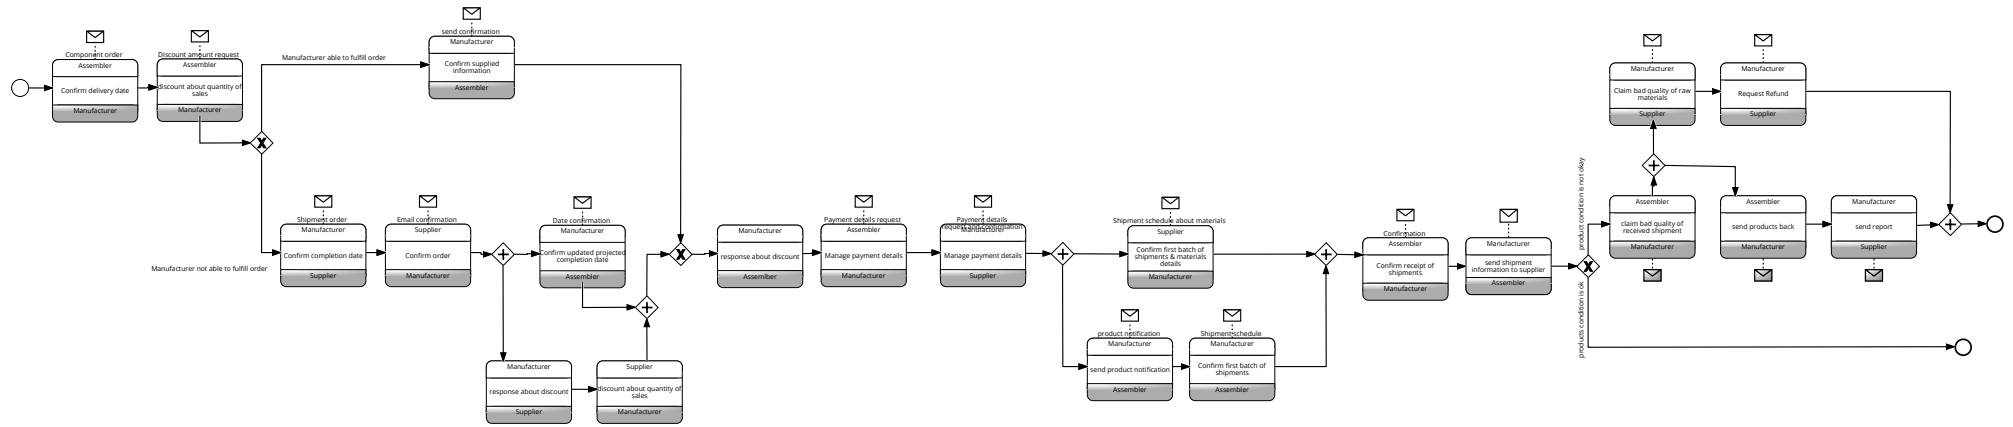 Component order
Assembler
Confirm delivery date
Manufacturer
Discount amount request
Assembler
discount about quantity of
sales
Manufacturer
Manufacturer able to fulfill order
send confirmation
Manufacturer
Confirm supplied
information
Assembler
Manufacturer not able to fulfill order
Shipment order
Manufacturer
Confirm completion date
Supplier
Email confirmation
Supplier
Confirm order
Manufacturer
Date confirmation
Manufacturer
Confirm updated projected
completion date
Assembler
Manufacturer
response about discount
Supplier
Supplier
discount about quantity of
sales
Manufacturer
Manufacturer
response about discount
Assemlber
Payment details request
Assembler
Manage payment details
Manufacturer
Payment details
request and confirmation
Manufacturer
Manage payment details
Supplier
Shipment schedule about materials
Supplier
Confirm first batch of
shipments & materials
details
Manufacturer
product notification
Manufacturer
send product notification
Assembler
Shipment schedule
Manufacturer
Confirm first batch of
shipments
Assembler
Confirmation
Assembler
Confirm receipt of
shipments
Manufacturer
Manufacturer
send shipment
information to supplier
Assembler
product condition is not okay
products condition is ok
Manufacturer
Claim bad quality of raw
materials
Supplier
Manufacturer
Request Refund
Supplier
Assembler
claim bad quality of
received shipment
Manufacturer
Assembler
send products back
Manufacturer
Manufacturer
send report
Supplier